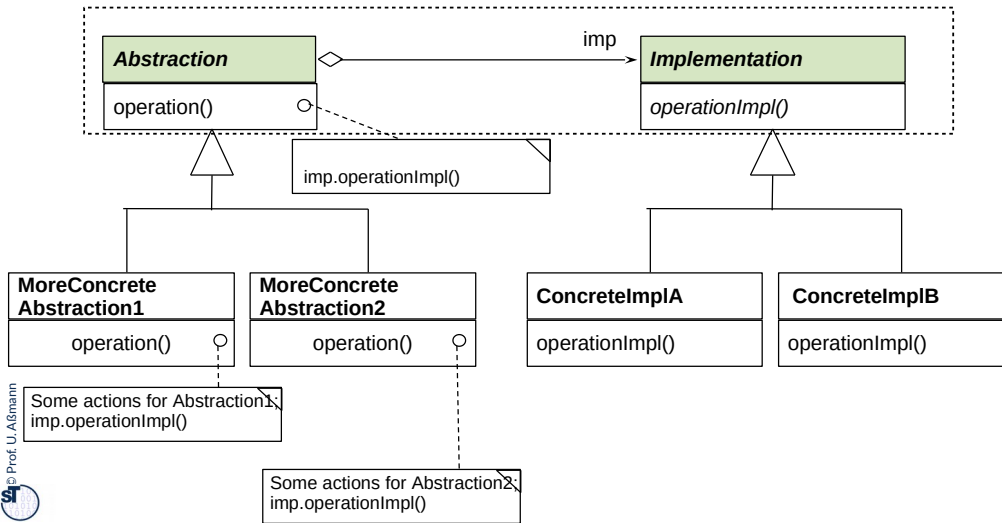 imp
Abstraction
Implementation
operation()
operationImpl()
imp.operationImpl()
MoreConcrete
Abstraction1
MoreConcrete
Abstraction2
ConcreteImplA
ConcreteImplB
operation()
operation()
operationImpl()
operationImpl()
Some actions for Abstraction1;
imp.operationImpl()
Some actions for Abstraction2;
imp.operationImpl()
© Prof. U. Aßmann
ST